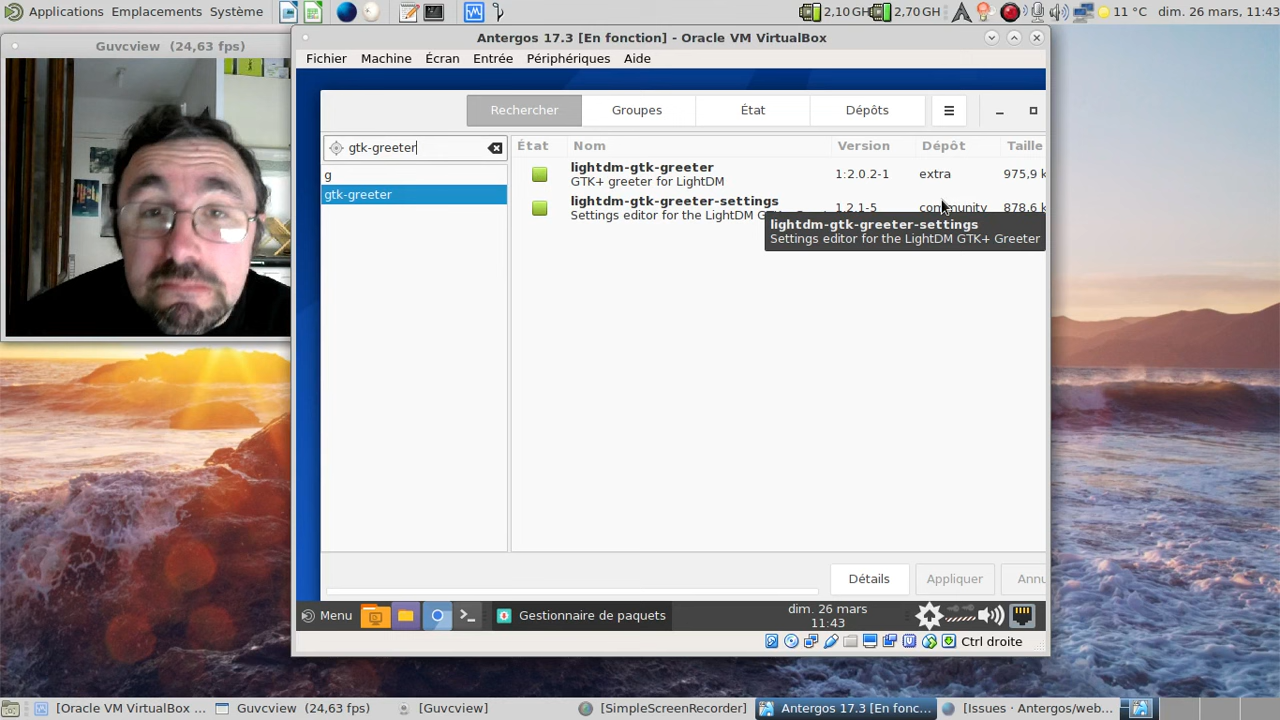 Applications Emplacements Système 2,10 GH 2,70 GH 11 °C dim. 26 mars, 11:43
Guvcview (24,63 fps)
Antergos 17.3 [En fonction] - Oracle VM VirtualBox
Fichier Machine Écran Entrée Périphériques Aide
Rechercher Groupes État Dépôts
gtk-greeter
g
gtk-greeter
État Nom Version Dépôt Taille
lightdm-gtk-greeter
GTK+ greeter for LightDM
1:2.0.2-1 extra 975,9 k
lightdm-gtk-greeter-settings
Settings editor for the LightDM
1.2.1-5 community 878,6 k
lightdm-gtk-greeter-settings
Settings editor for the LightDM GTK+ Greeter
Détails Appliquer Annu
Menu Gestionnaire de paquets dim. 26 mars
11:43
Ctrl droite
[Oracle VM VirtualBox ... Guvcview (24,63 fps) [Guvcview] [SimpleScreenRecorder] Antergos 17.3 [En fonc... [Issues · Antergos/web...